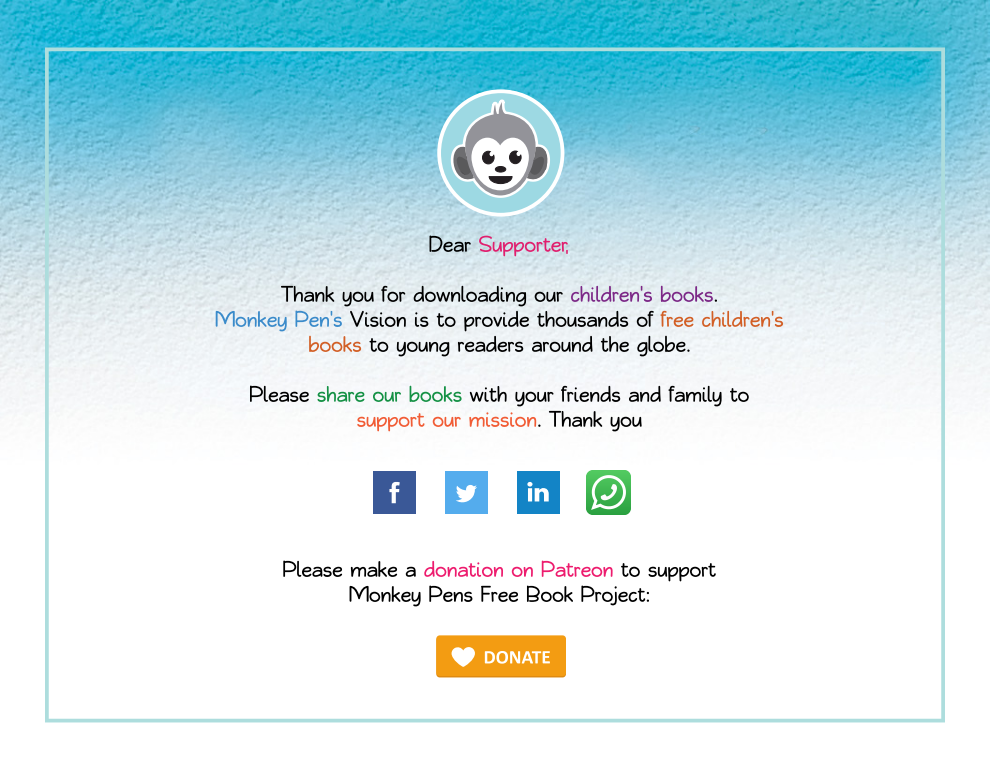 Dear Supporter,
Thank you for downloading our children's books.
Monkey Pen's Vision is to provide thousands of free children's
books to young readers around the globe.
Please share our books with your friends and family to
support our mission. Thank you
f
in
Please make a donation on Patreon to support
Monkey Pens Free Book Project:
DONATE